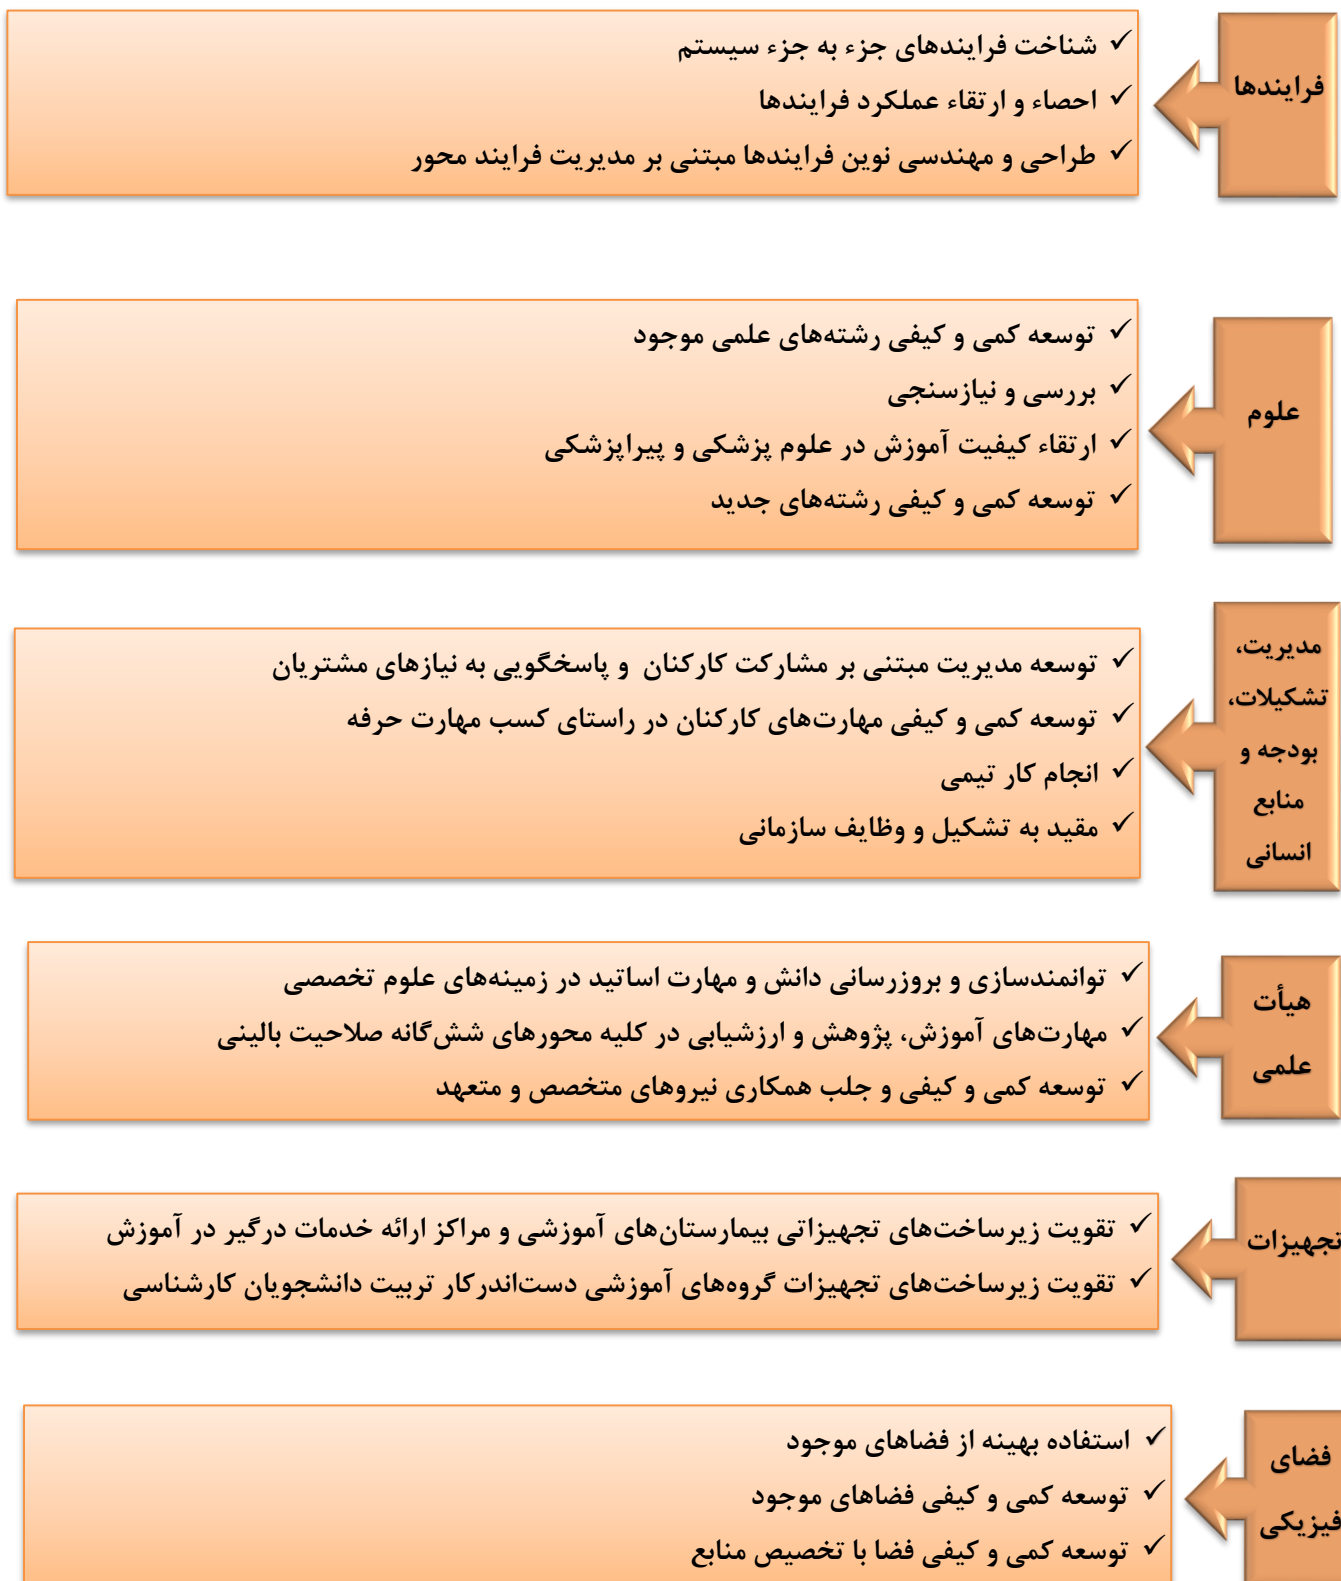 فرایندها
✓ شناخت فرایندهای جزء به جزء سیستم
✓ احصاء و ارتقاء عملکرد فرایندها
✓ طراحی و مهندسی نوین فرایندها مبتنی بر مدیریت فرایند محور
علوم
✓ توسعه کمی و کیفی رشته‌های علمی موجود
✓ بررسی و نیازسنجی
✓ ارتقاء کیفیت آموزش در علوم پزشکی و پیراپزشکی
✓ توسعه کمی و کیفی رشته‌های جدید
مدیریت،
تشکیلات،
بودجه و
منابع
انسانی
✓ توسعه مدیریت مبتنی بر مشارکت کارکنان و پاسخگویی به نیازهای مشتریان
✓ توسعه کمی و کیفی مهارت‌های کارکنان در راستای کسب مهارت حرفه
✓ انجام کار تیمی
✓ مقید به تشکیل و وظایف سازمانی
هیأت
علمی
✓ توانمندسازی و بروزرسانی دانش و مهارت اساتید در زمینه‌های علوم تخصصی
✓ مهارت‌های آموزش، پژوهش و ارزشیابی در کلیه محورهای شش‌گانه صلاحیت بالینی
✓ توسعه کمی و کیفی و جلب همکاری نیروهای متخصص و متعهد
تجهیزات
✓ تقویت زیرساخت‌های تجهیزاتی بیمارستان‌های آموزشی و مراکز ارائه خدمات درگیر در آموزش
✓ تقویت زیرساخت‌های تجهیزات گروه‌های آموزشی دست‌اندرکار تربیت دانشجویان کارشناسی
فضای
فیزیکی
✓ استفاده بهینه از فضاهای موجود
✓ توسعه کمی و کیفی فضاهای موجود
✓ توسعه کمی و کیفی فضا با تخصیص منابع